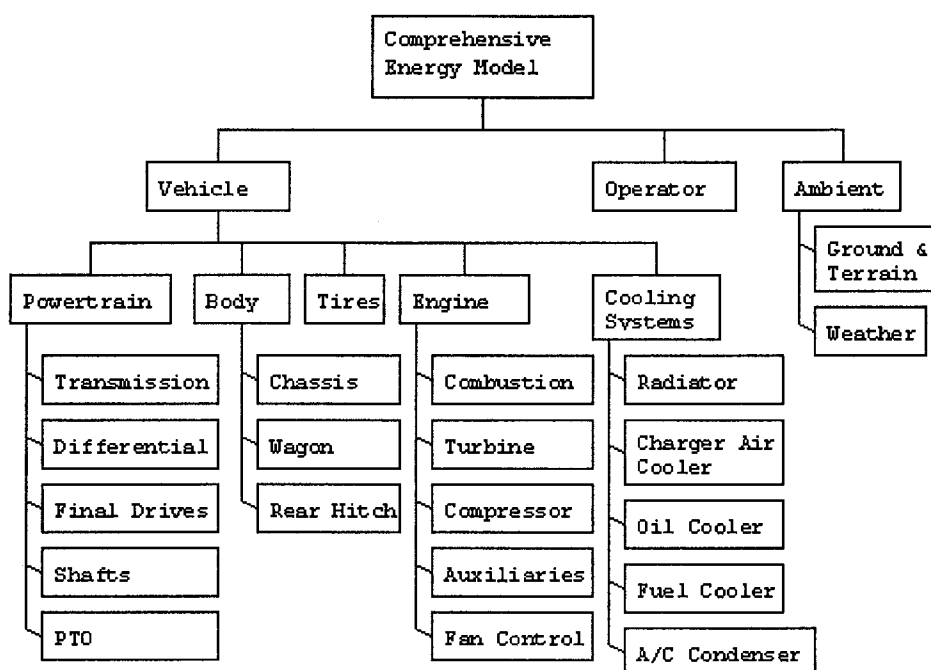 Comprehensive
Energy Model
Vehicle
Operator
Ambient
Ground &
Terrain
Weather
Powertrain
Body
Tires
Engine
Cooling
Systems
Transmission
Differential
Final Drives
Shafts
PTO
Chassis
Wagon
Rear Hitch
Combustion
Turbine
Compressor
Auxiliaries
Fan Control
Radiator
Charger Air
Cooler
Oil Cooler
Fuel Cooler
A/C Condenser